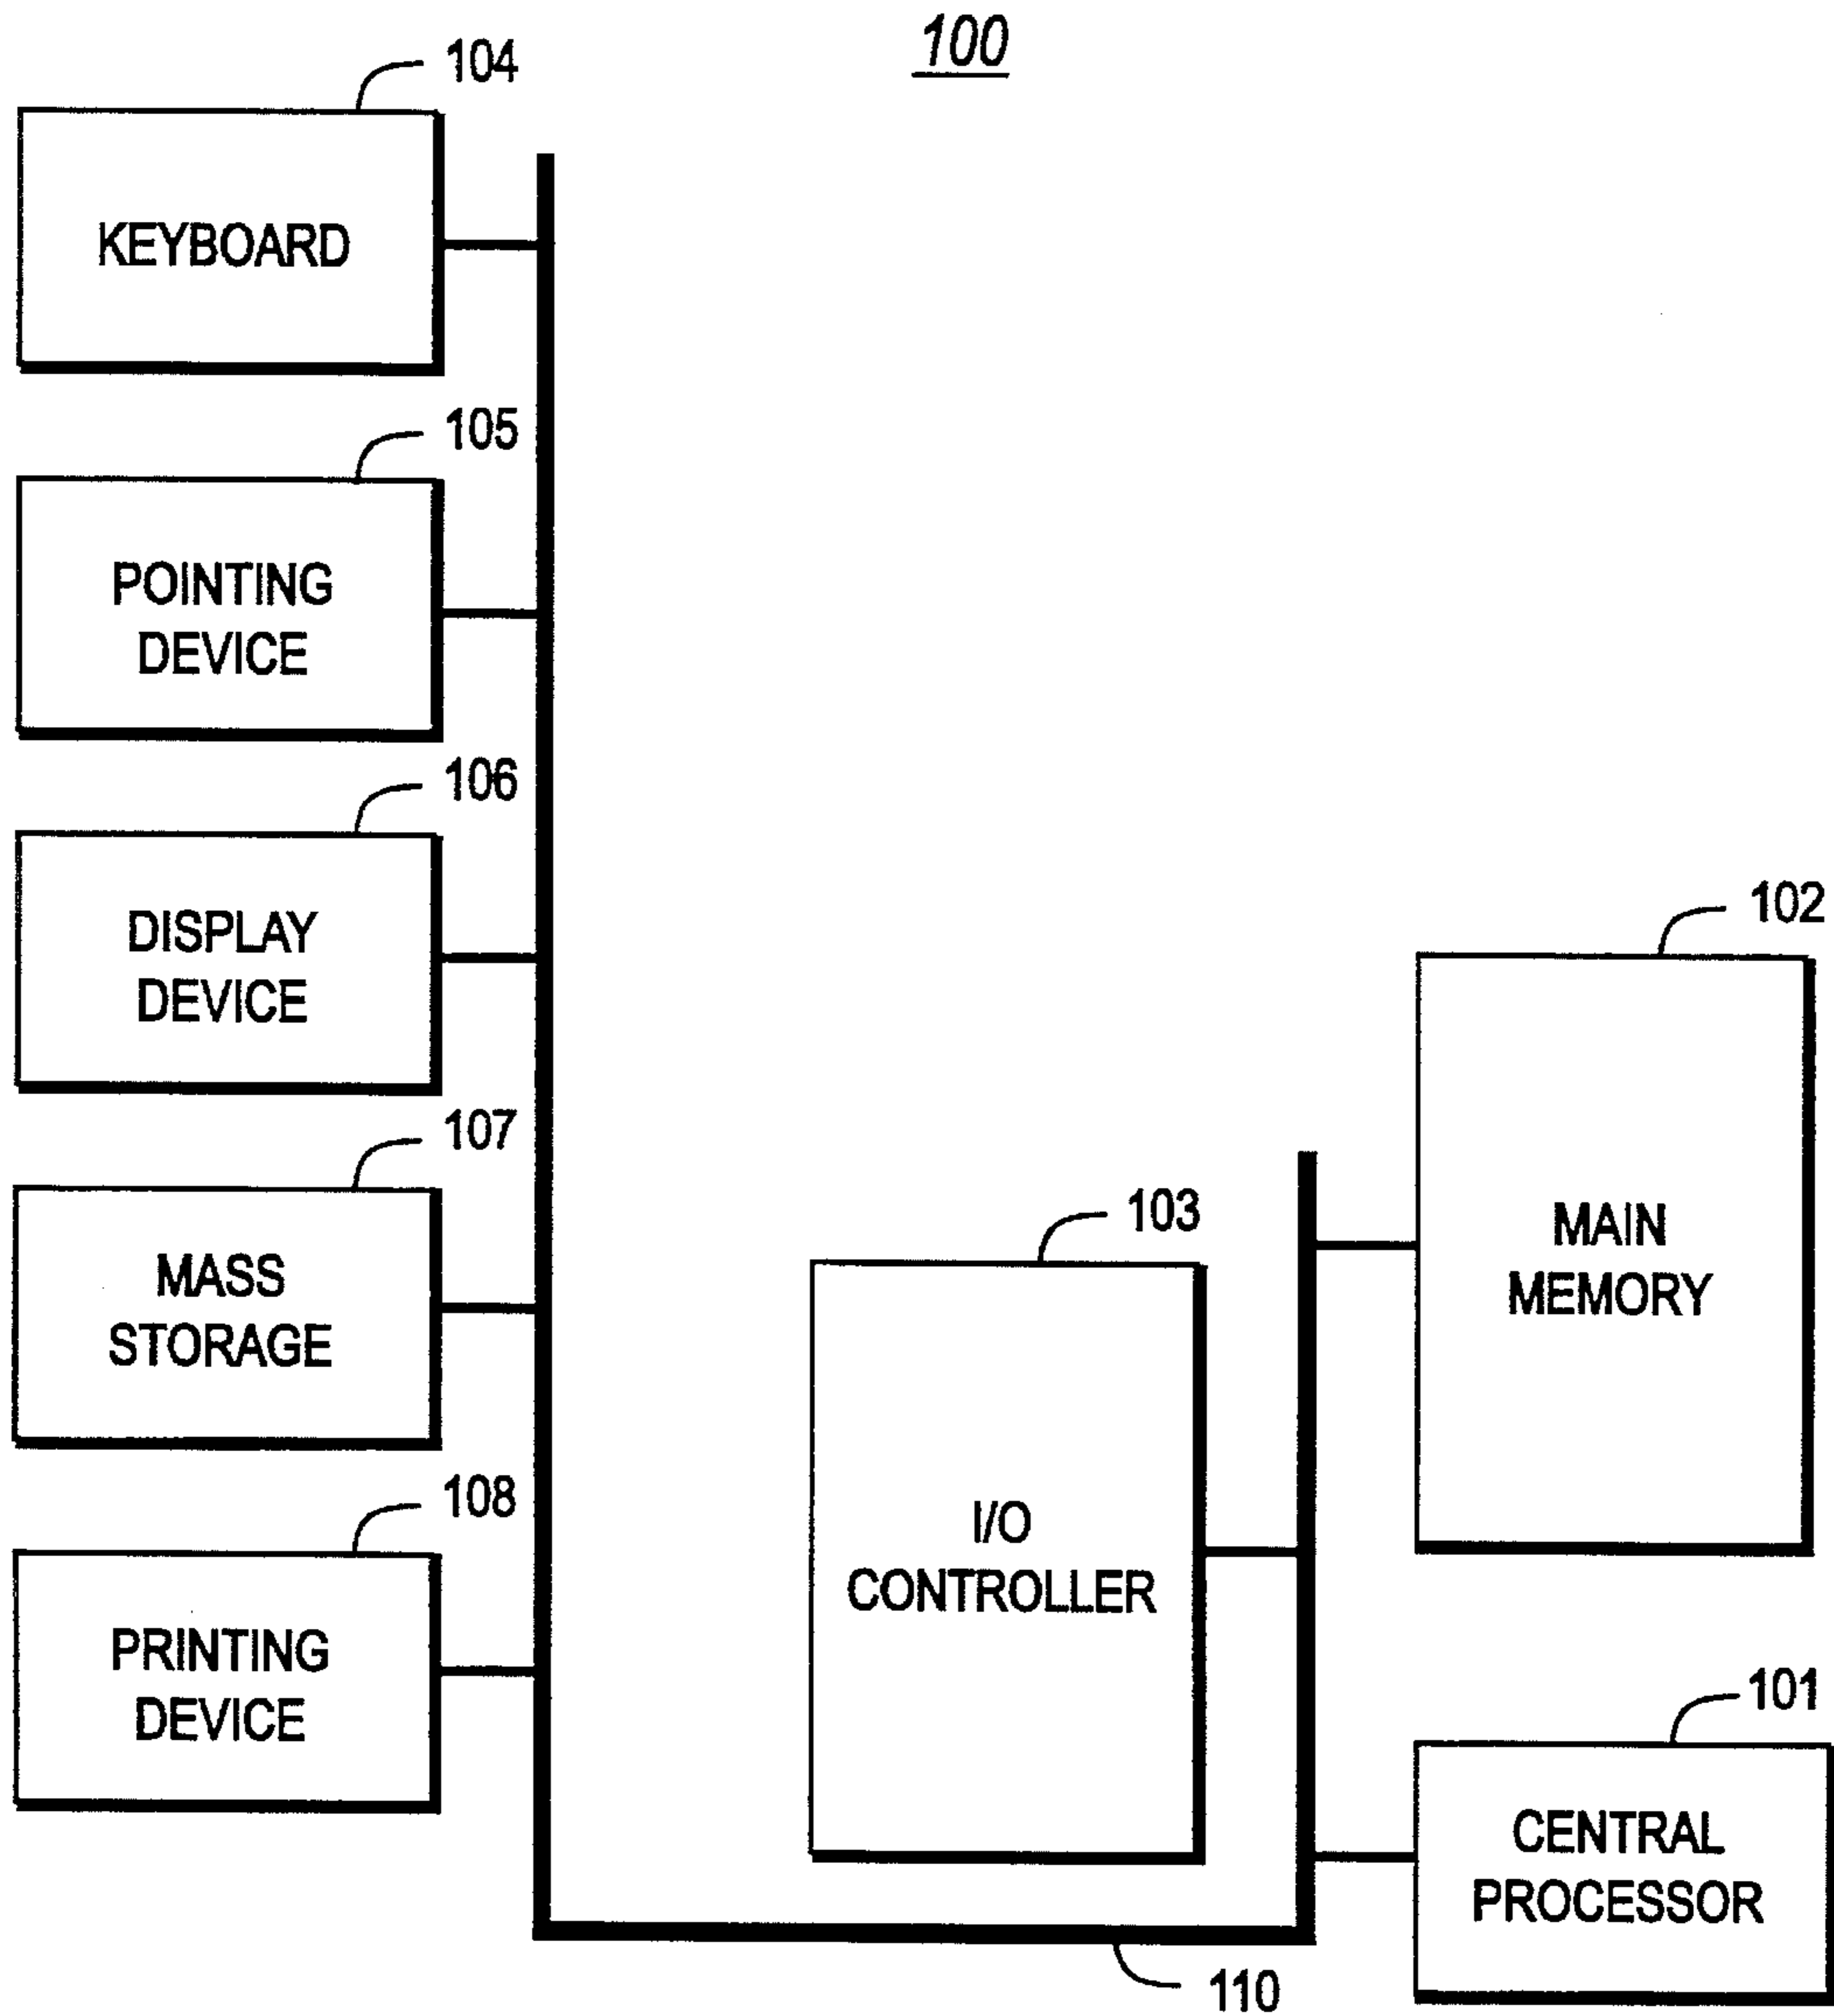 100
104
KEYBOARD
105
POINTING
DEVICE
106
DISPLAY
DEVICE
107
MASS
STORAGE
108
PRINTING
DEVICE
103
I/O
CONTROLLER
102
MAIN
MEMORY
101
CENTRAL
PROCESSOR
110